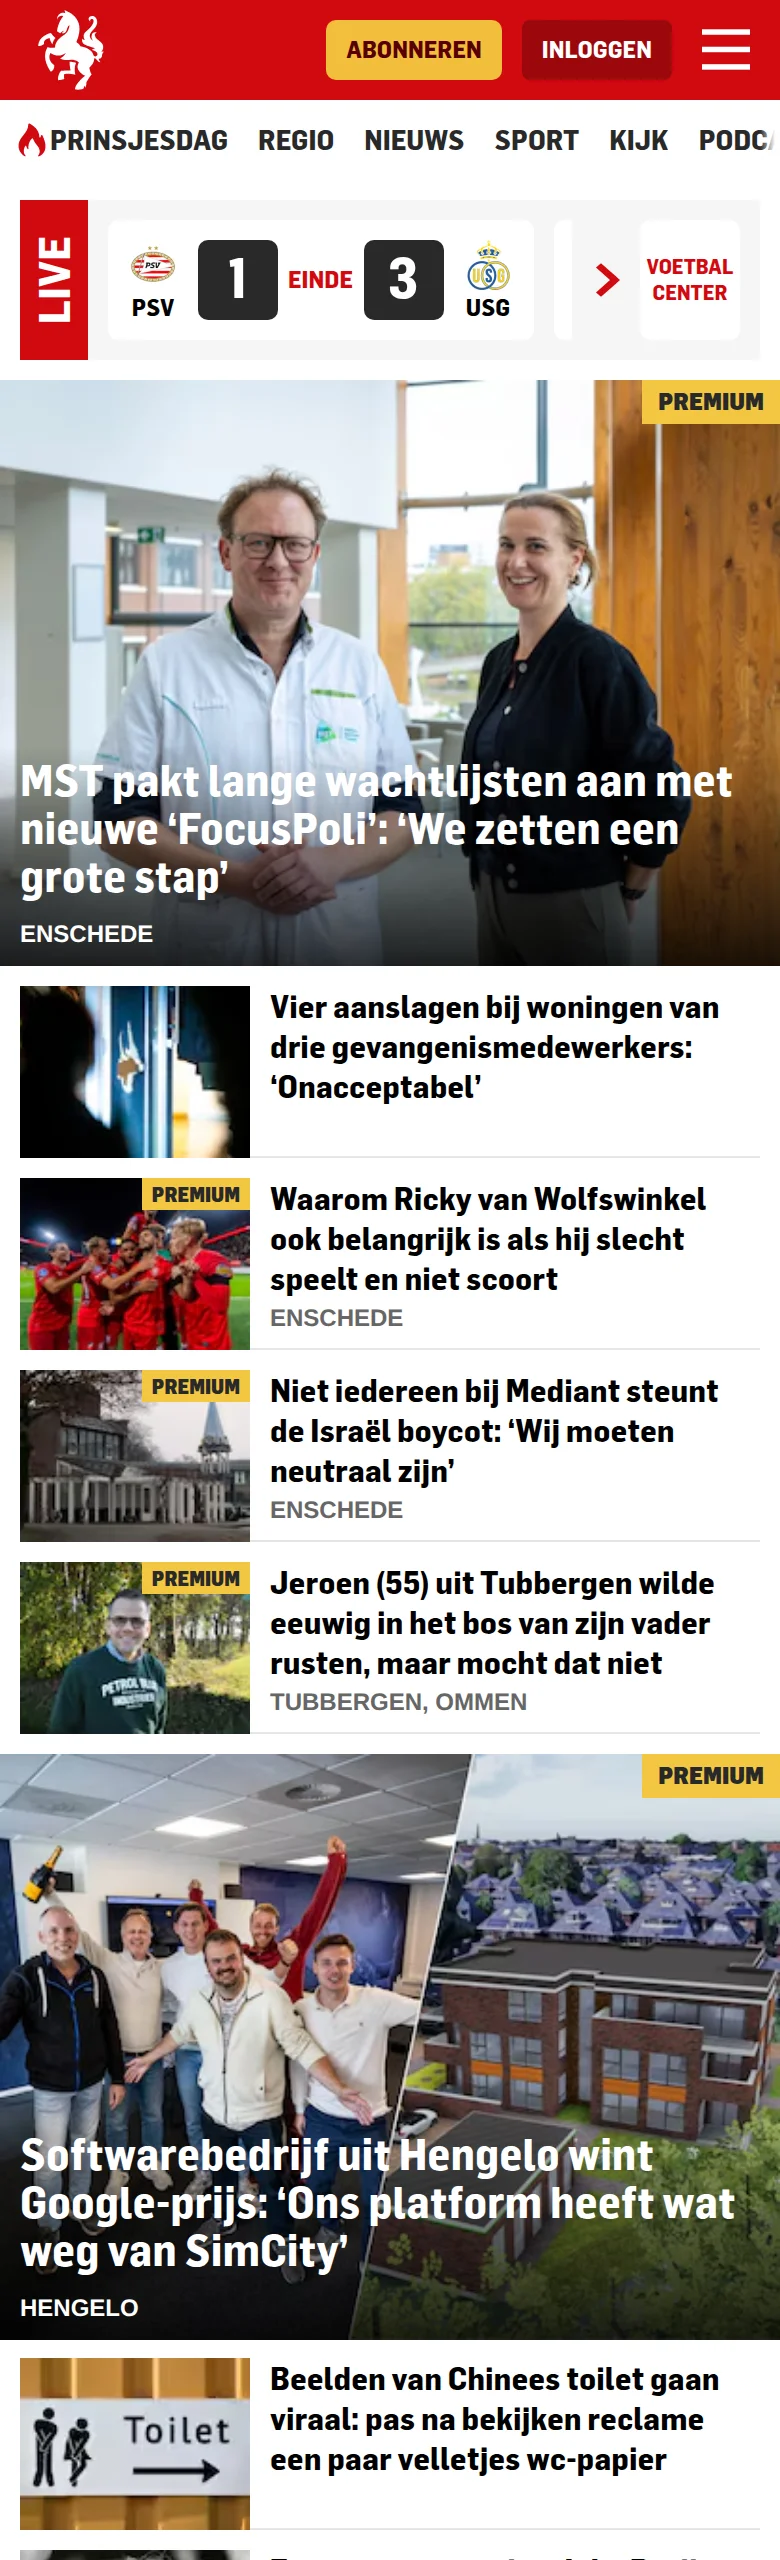 ABONNEREN
INLOGGEN
PRINSJESDAG REGIO NIEUWS SPORT KIJK
LIVE
PSV
PSV
1
EINDE
3
USG
USG
VOETBAL
CENTER
PREMIUM
MST pakt lange wachtlijsten aan met
nieuwe ‘FocusPoli’: ‘We zetten een
grote stap’
ENSCHEDE
Vier aanslagen bij woningen van
drie gevangenismedewerkers:
‘Onacceptabel’
PREMIUM
Waarom Ricky van Wolfswinkel
ook belangrijk is als hij slecht
speelt en niet scoort
ENSCHEDE
PREMIUM
Niet iedereen bij Mediant steunt
de Israël boycot: ‘Wij moeten
neutraal zijn’
ENSCHEDE
PREMIUM
PETROL
Jeroen (55) uit Tubbergen wilde
eeuwig in het bos van zijn vader
rusten, maar mocht dat niet
TUBBERGEN, OMMEN
PREMIUM
Softwarebedrijf uit Hengelo wint
Google-prijs: ‘Ons platform heeft wat
weg van SimCity’
HENGELO
Toilet
Beelden van Chinees toilet gaan
viraal: pas na bekijken reclame
een paar velletjes wc-papier